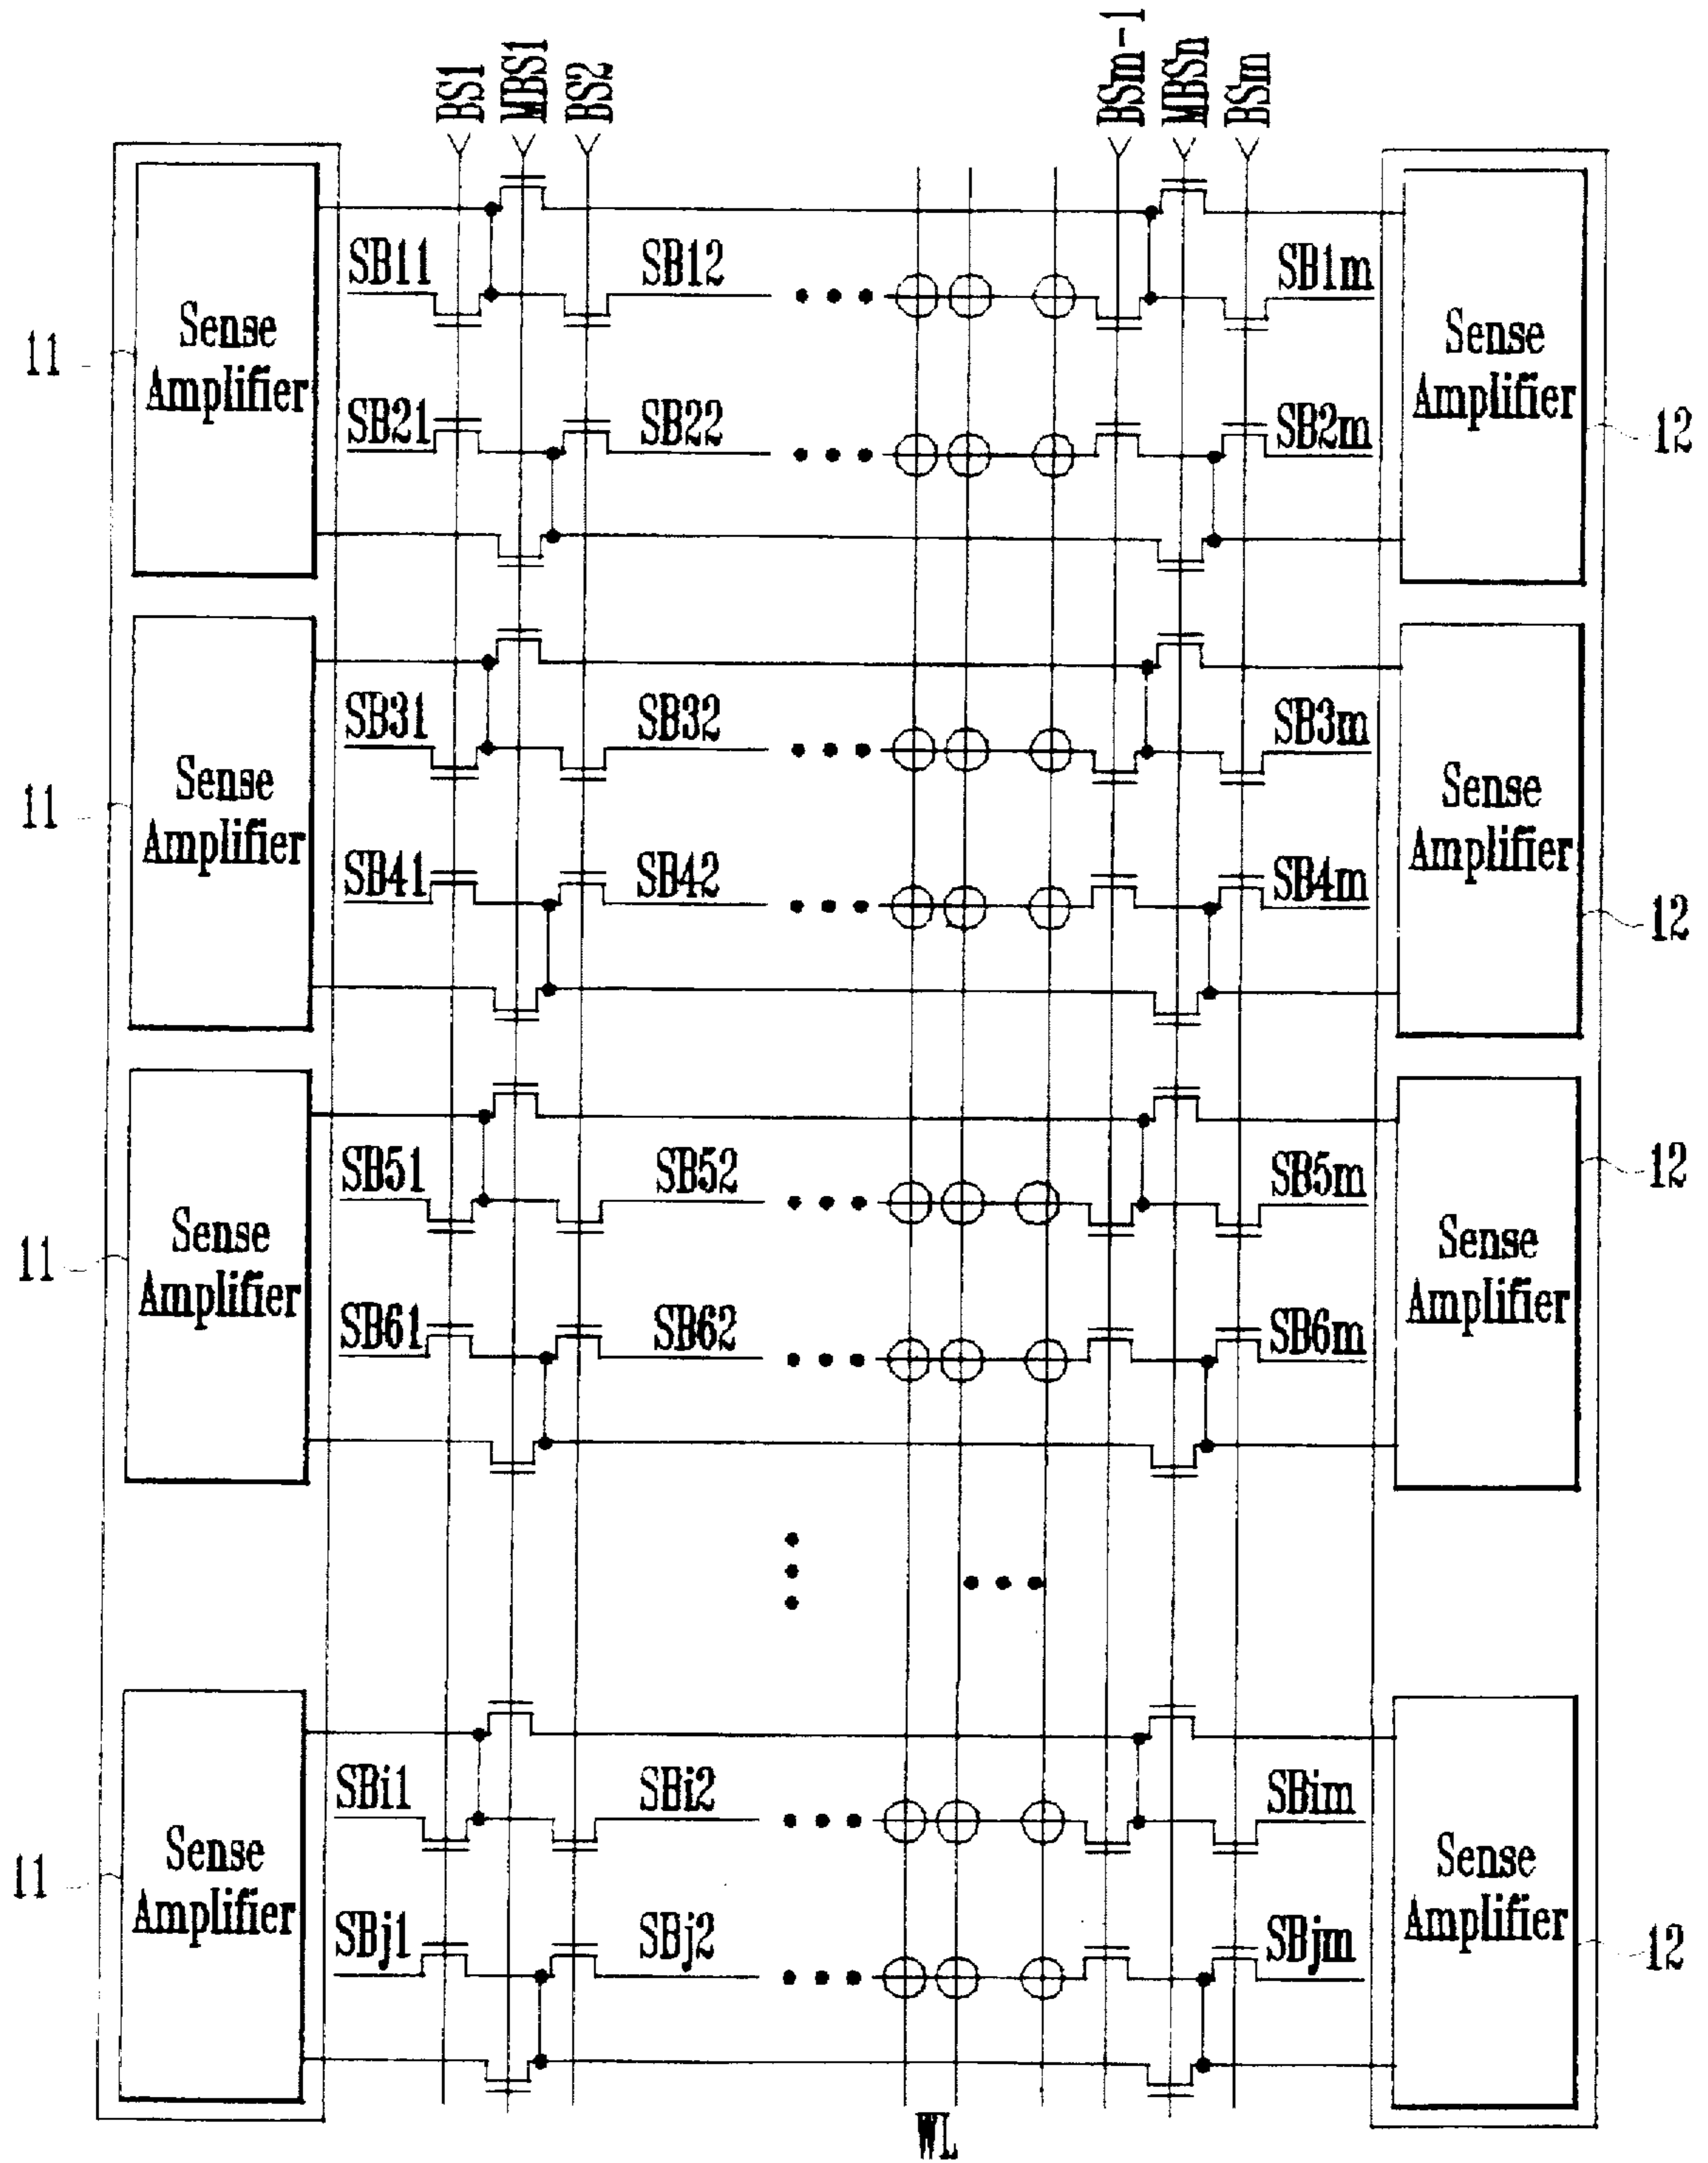 BS1 MBS1 BS2 BSm-1 MBSn BSm
SB11 SB12 SB1m
Sense Amplifier
Sense Amplifier
11
SB21 SB22 SB2m
12
SB31 SB32 SB3m
Sense Amplifier
Sense Amplifier
11
SB41 SB42 SB4m
12
SB51 SB52 SB5m
12
Sense Amplifier
Sense Amplifier
11
SB61 SB62 SB6m
SBi1 SBi2 SBim
Sense Amplifier
Sense Amplifier
11
SBj1 SBj2 SBjm
12
WL